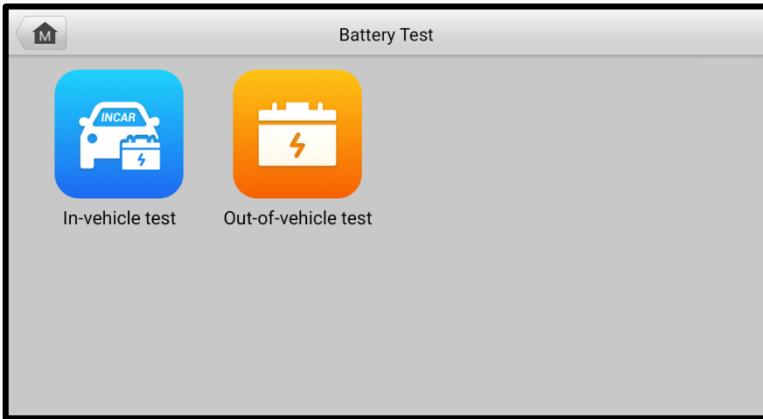 M
Battery Test
INCAR
In-vehicle test
Out-of-vehicle test